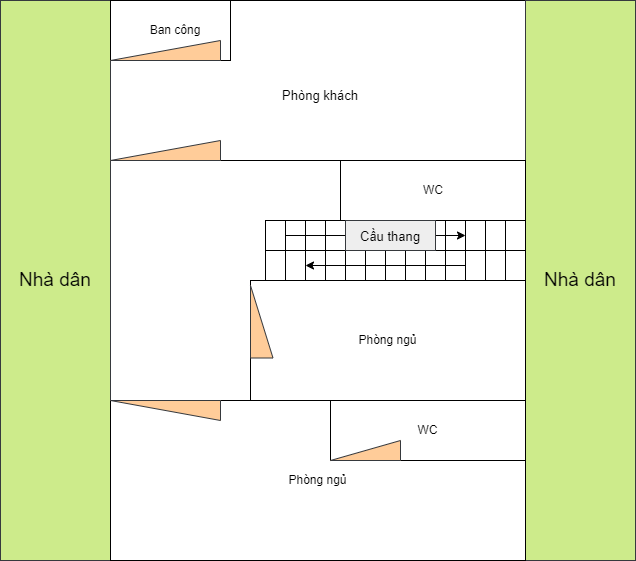 Ban công
Phòng khách
WC
Cầu thang
Nhà dân
Nhà dân
Phòng ngủ
WC
Phòng ngủ